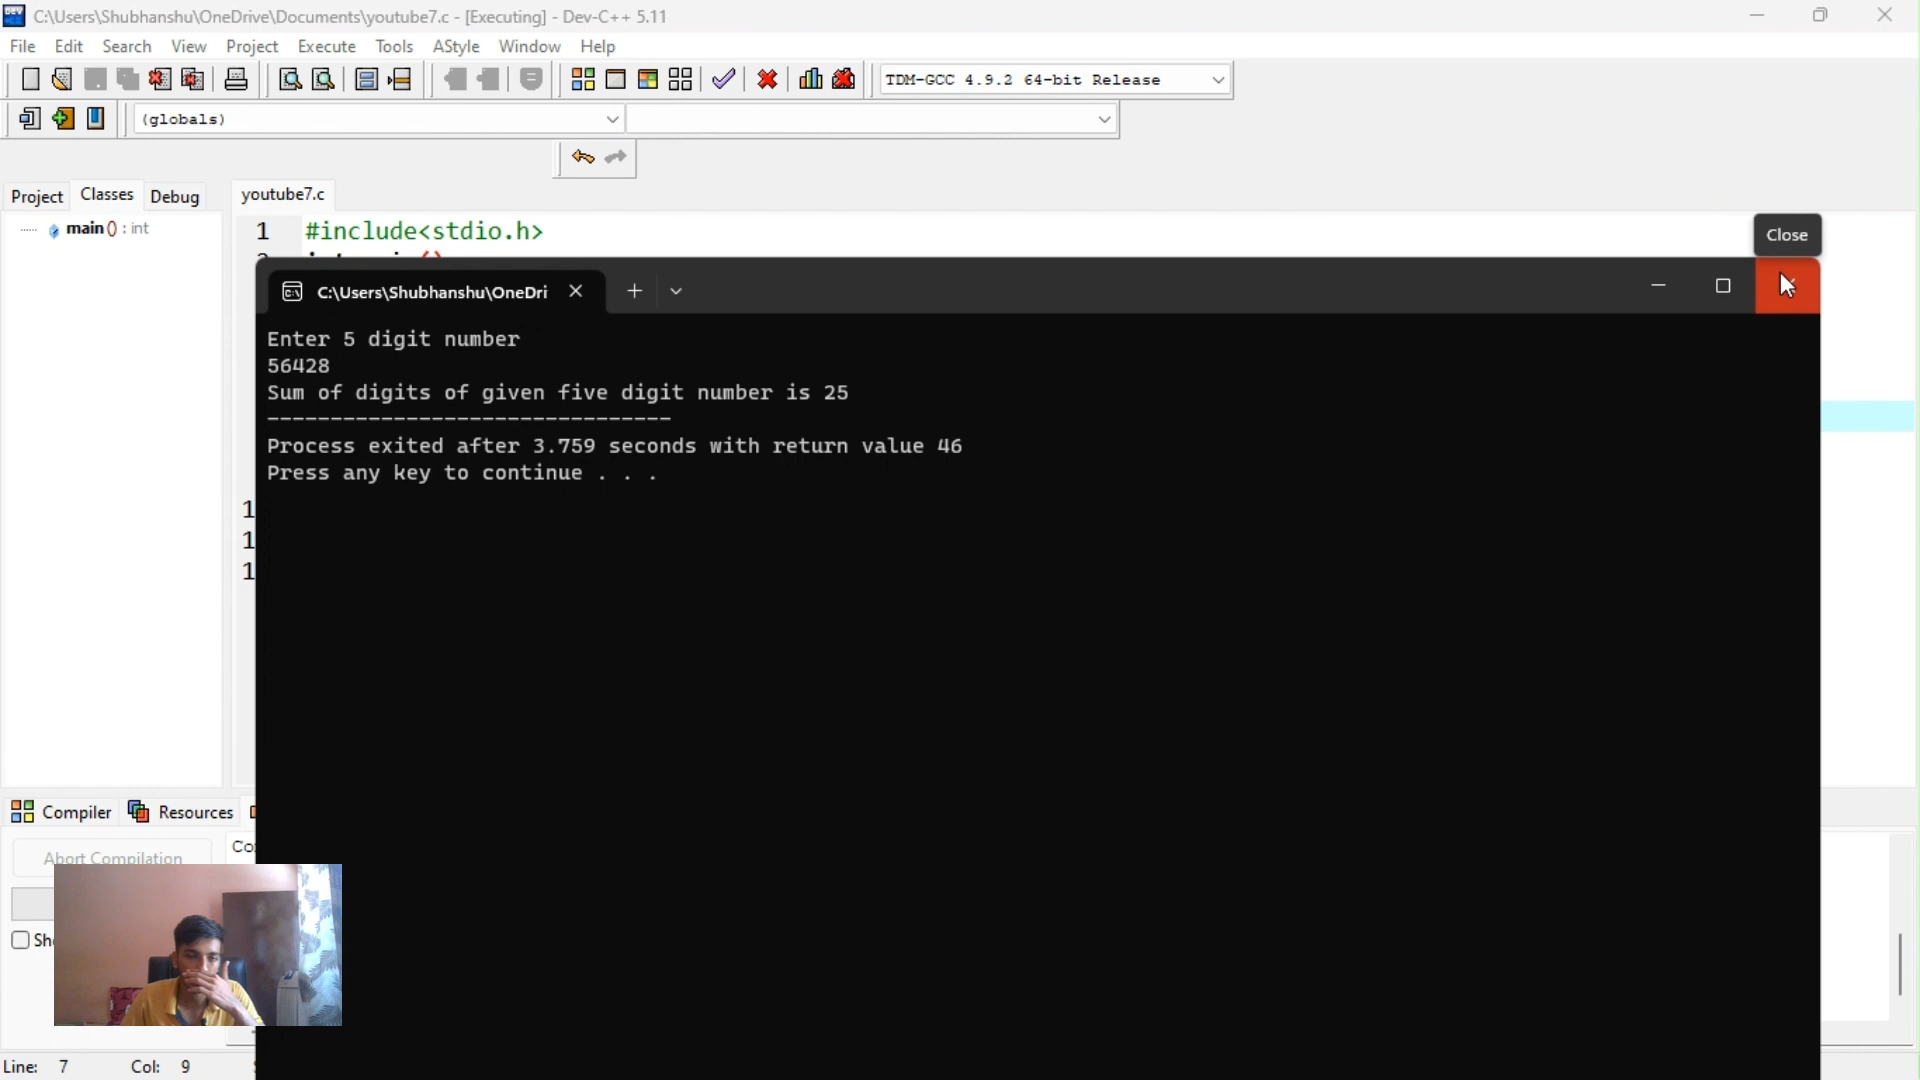 C:\Users\Shubhanshu\OneDrive\Documents\youtube7.c - [Executing] - Dev-C++ 5.11
File Edit Search View Project Execute Tools AStyle Window Help
TDM-GCC 4.9.2 64-bit Release
(globals)
Project Classes Debug
youtube7.c
main () : int
1 #include<stdio.h>
Close
C:\Users\Shubhanshu\OneDri
Enter 5 digit number
56428
Sum of digits of given five digit number is 25
--------------------------------
Process exited after 3.759 seconds with return value 46
Press any key to continue . . .
1
1
1
Compiler Resources
Abort Compilation
Line: 7 Col: 9